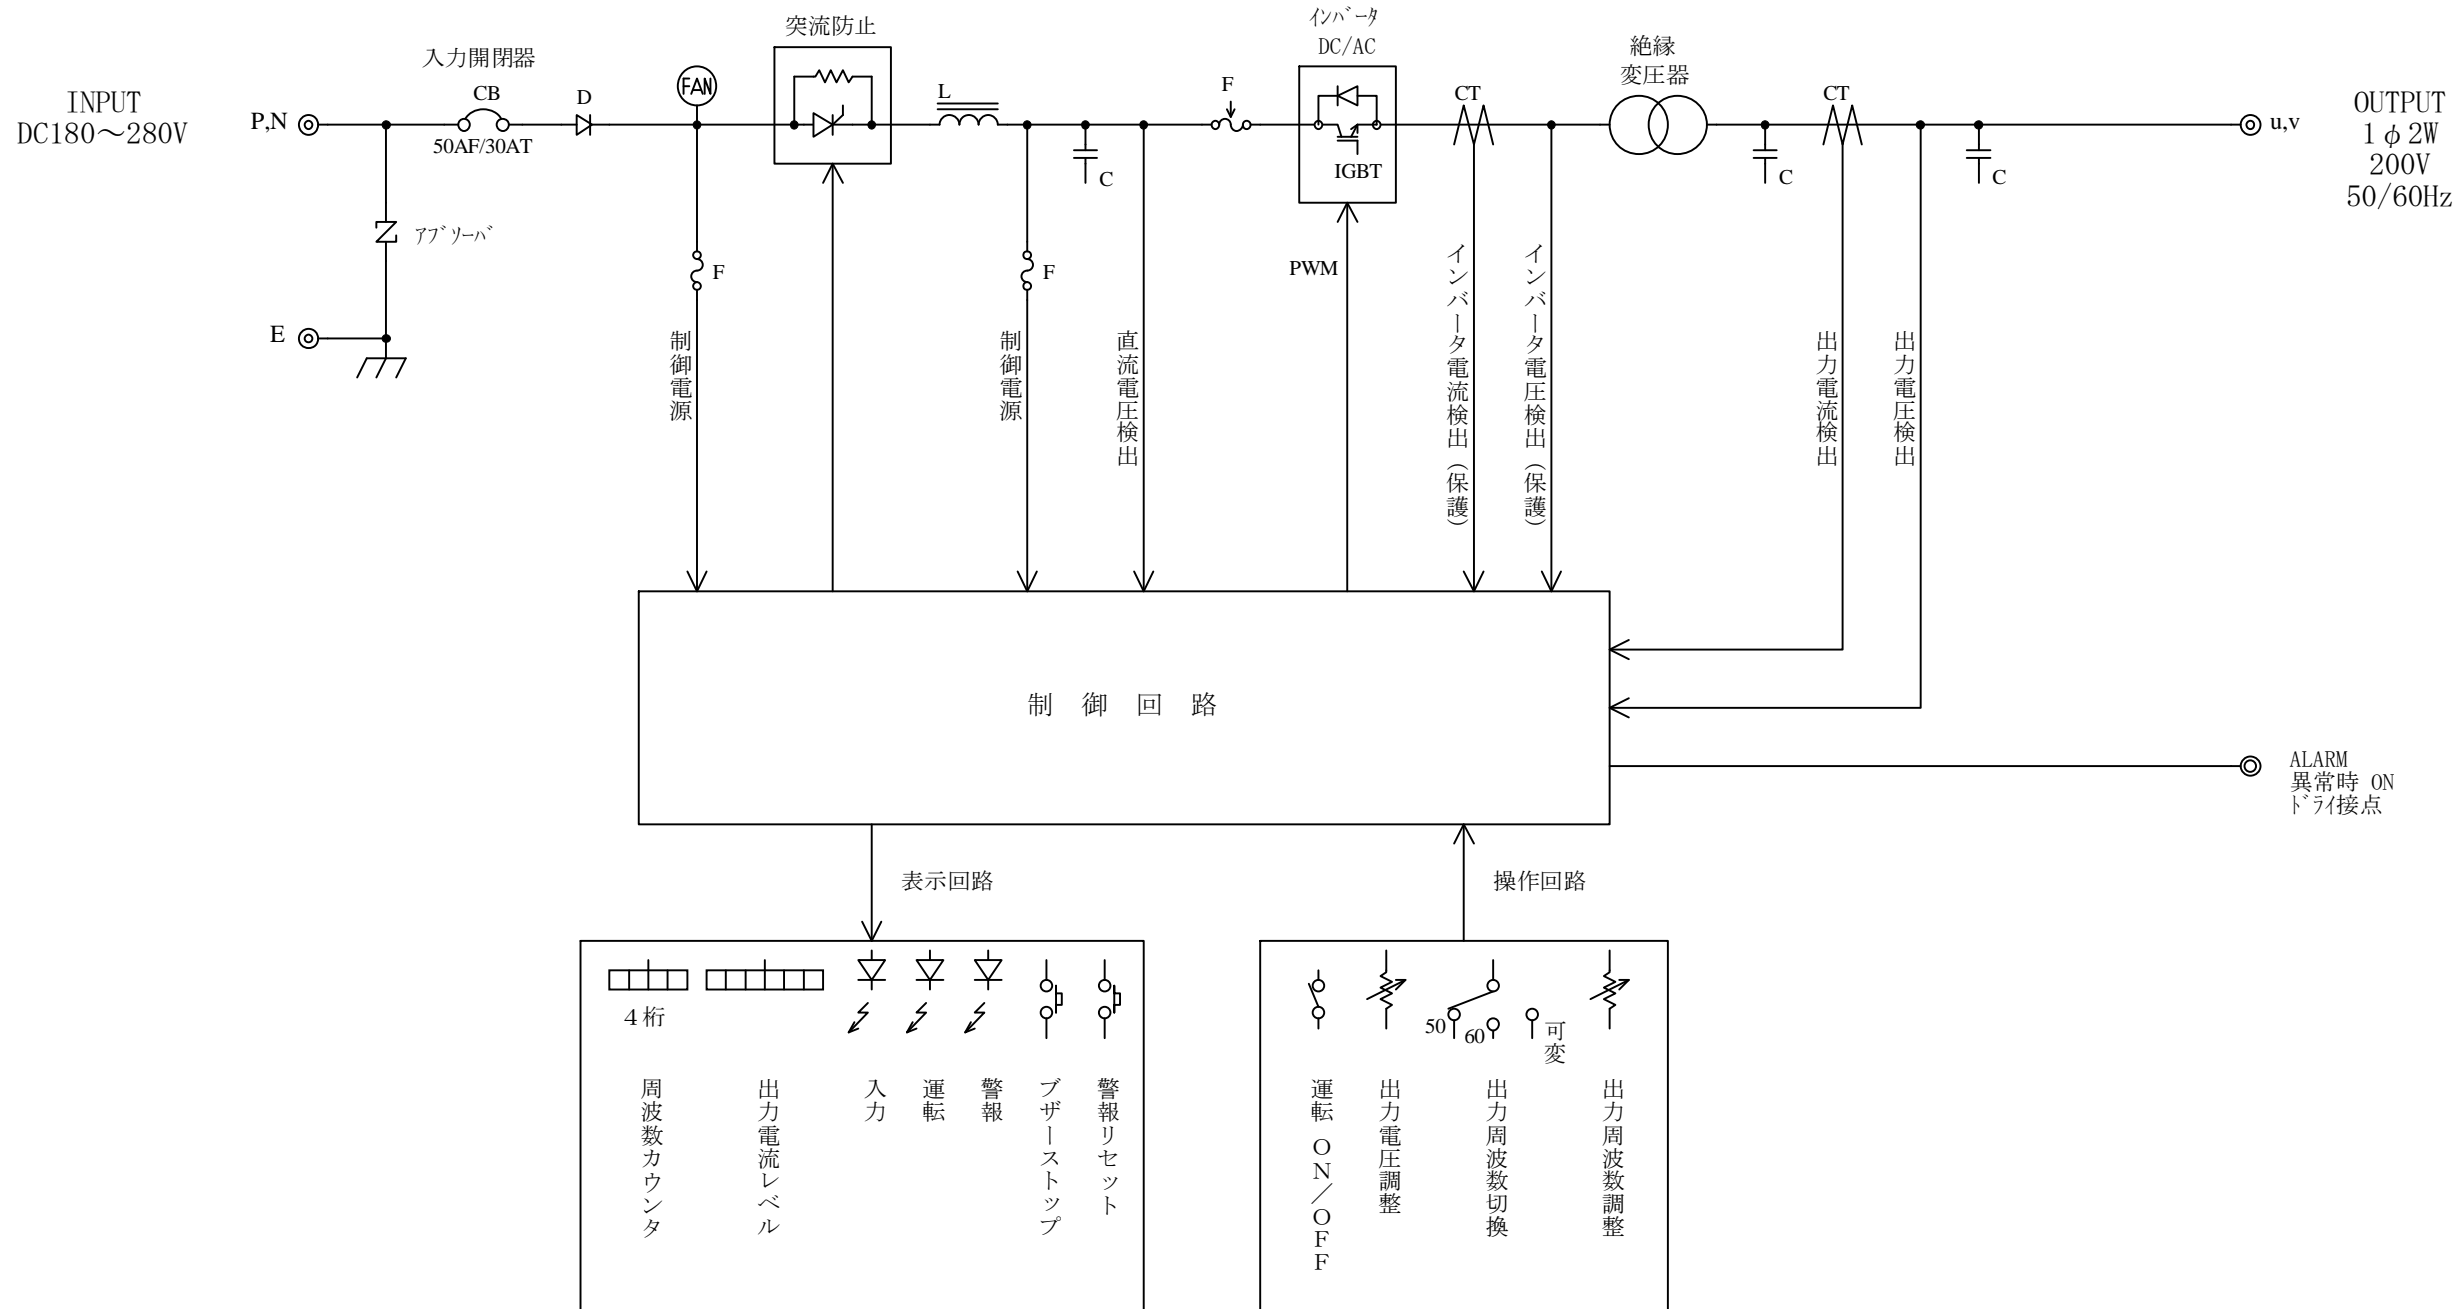 突流防止
インバータ
DC/AC
入力開閉器
絶縁
変圧器
INPUT
DC180～280V
P,N
CB
50AF/30AT
D
FAN
L
C
F
IGBT
CT
C
CT
C
u,v
OUTPUT
1φ2W
200V
50/60Hz
アブソーバ
E
F
制御電源
F
制御電源
直流電圧検出
PWM
インバータ電流検出（保護）
インバータ電圧検出（保護）
出力電流検出
出力電圧検出
制御回路
ALARM
異常時 ON
ドライ接点
表示回路
操作回路
4桁
周波数カウンタ
出力電流レベル
入力
運転
警報
ブザーストップ
警報リセット
50
60
可変
運転 ON／OFF
出力電圧調整
出力周波数切換
出力周波数調整